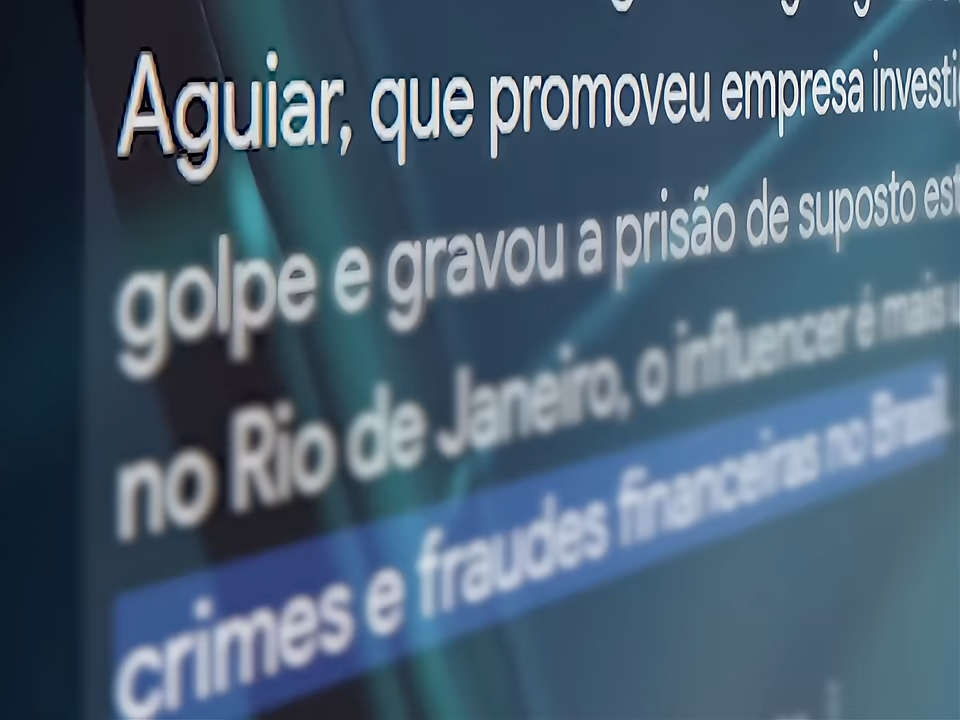 Aguiar, que promoveu empresa investi
golpe e gravou a prisão de suposto est
no Rio de Janeiro, o influencer é mais
crimes e fraudes financeiras no Brasil.